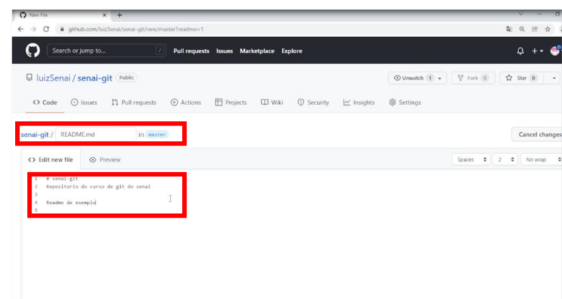 New File
github.com/luizSenai/senai-git/new/master?readme=1
Search or jump to...
/
Pull requests Issues Marketplace Explore
luizSenai / senai-git Public
Unwatch 1
Fork 0
Star 0
Code Issues Pull requests Actions Projects Wiki Security Insights Settings
senai-git / README.md in master
Cancel changes
Edit new file Preview
Spaces 2 No wrap
1 # senai-git
2 Repositorio do curso de git do senai
3
4 Readme de exemplo
5